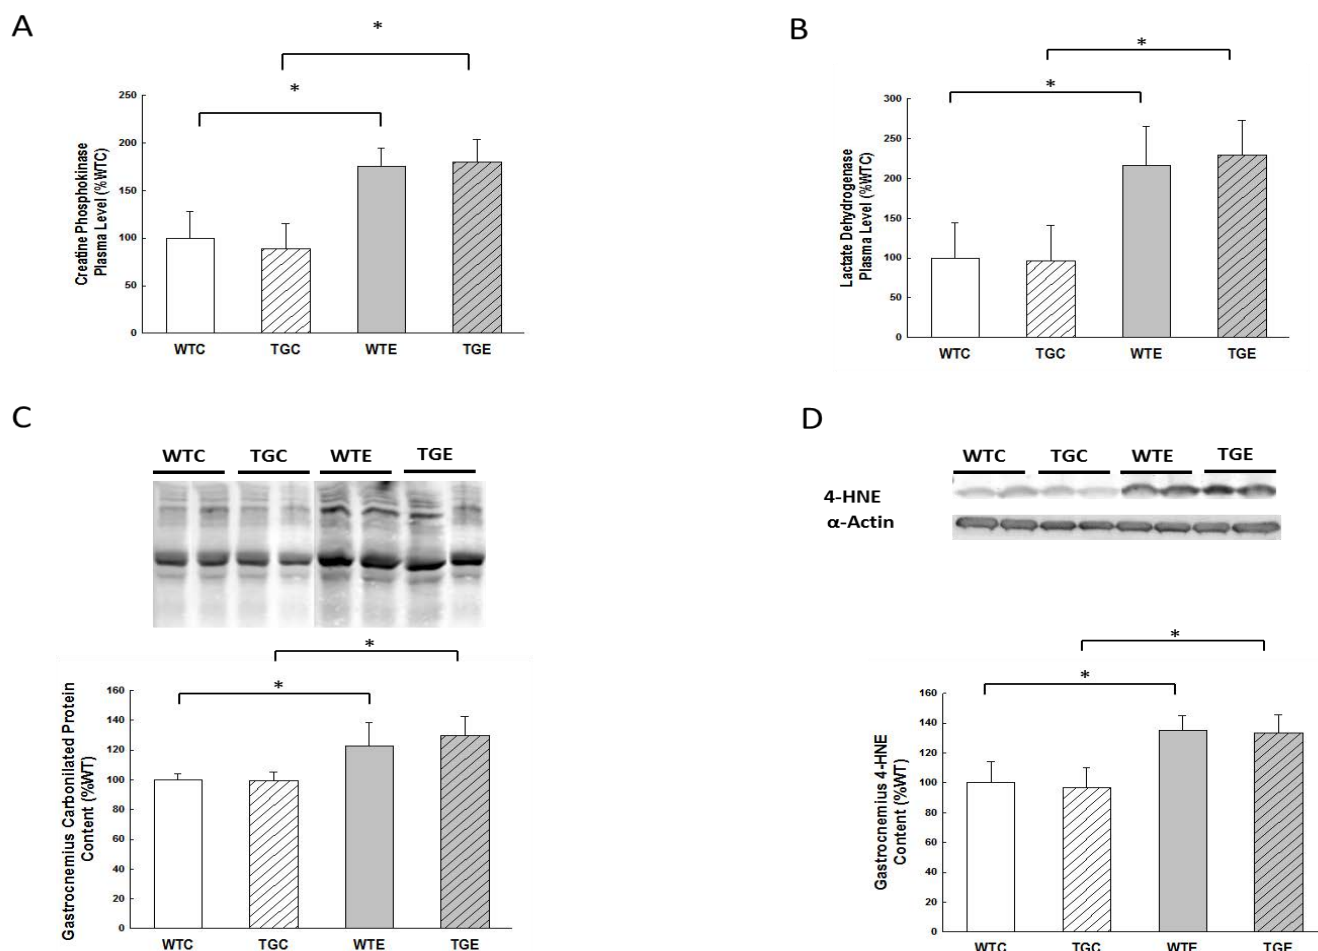 A
*
*
Creatine Phosphokinase
Plasma Level (%WTC)
250
200
150
100
50
0
WTC TGC WTE TGE
B
*
*
Lactate Dehydrogenase
Plasma Level (%WTC)
300
250
200
150
100
50
0
WTC TGC WTE TGE
C
WTC TGC WTE TGE
*
*
Gastrocnemius Carbonilated Protein
Content (%WT)
160
140
120
100
80
60
40
20
0
WTC TGC WTE TGE
D
WTC TGC WTE TGE
4-HNE
α-Actin
*
*
Gastrocnemius 4-HNE
Content (%WT)
160
140
120
100
80
60
40
20
0
WTC TGC WTE TGE